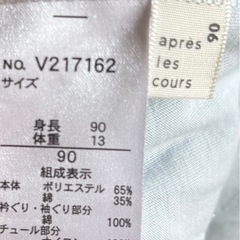 NO. V217162
サイズ
身長 90
体重 13
90
組成表示
本体 ポリエステル 65%
綿 35%
衿ぐり・袖ぐり部分
綿 100%
チュール部分
après
les
cours
90